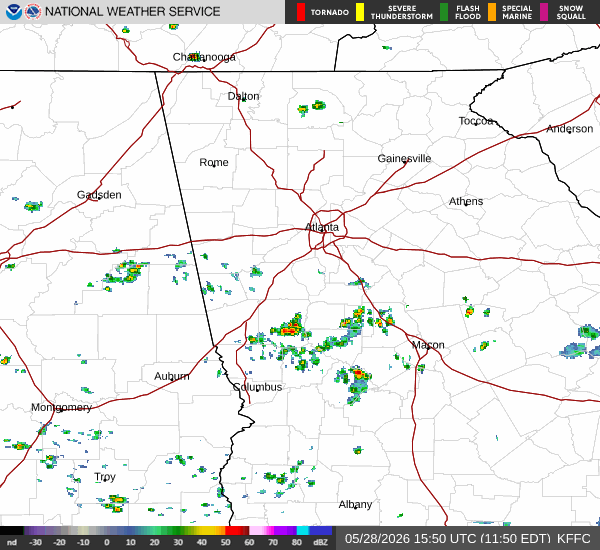 NATIONAL WEATHER SERVICE
TORNADO
SEVERE THUNDERSTORM
FLASH FLOOD
SPECIAL MARINE
SNOW SQUALL
Chattanooga
Dalton
Toccoa
Anderson
Rome
Gainesville
Gadsden
Athens
Atlanta
Macon
Auburn
Columbus
Montgomery
Troy
Albany
nd -30 -20 -10 0 10 20 30 40 50 60 70 80 dBZ
05/28/2026 15:50 UTC (11:50 EDT) KFFC